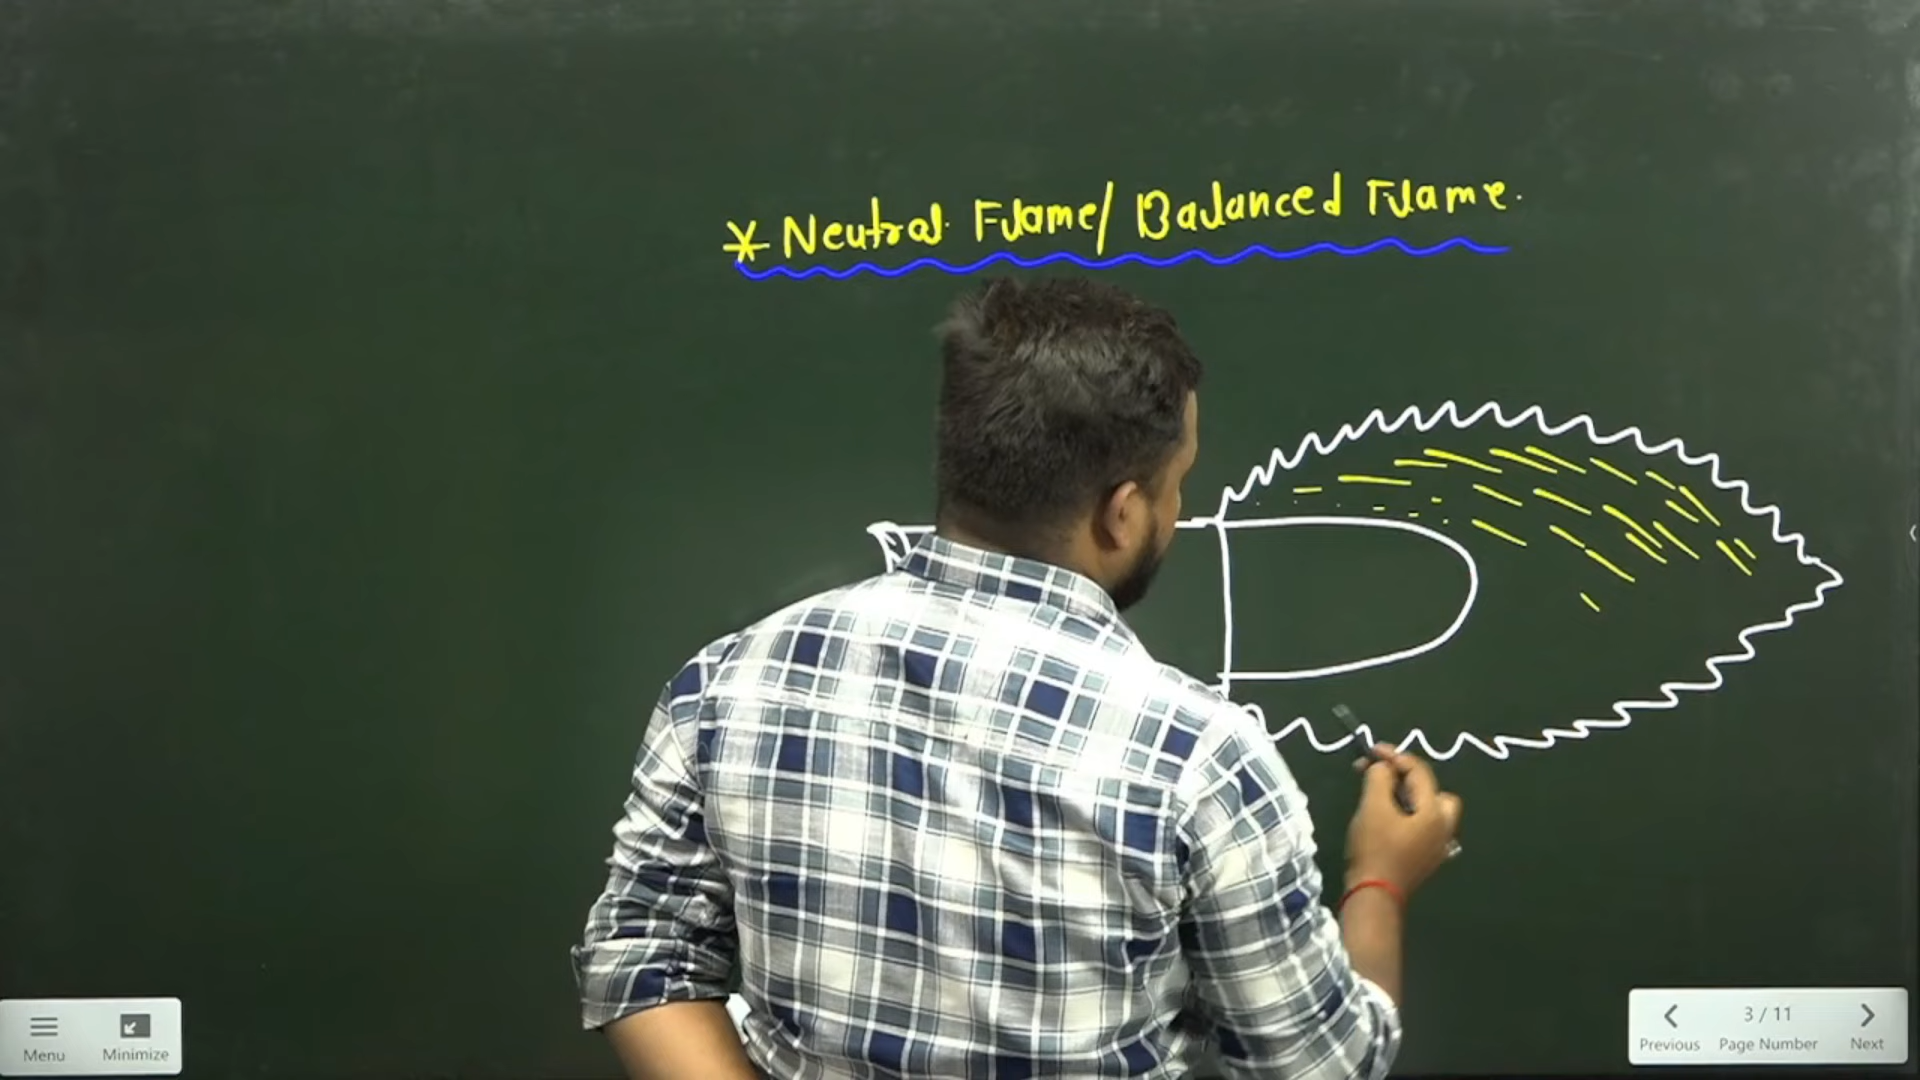 * Neutral Flame/ Balanced Flame.
Menu Minimize
3 / 11
Previous Page Number Next